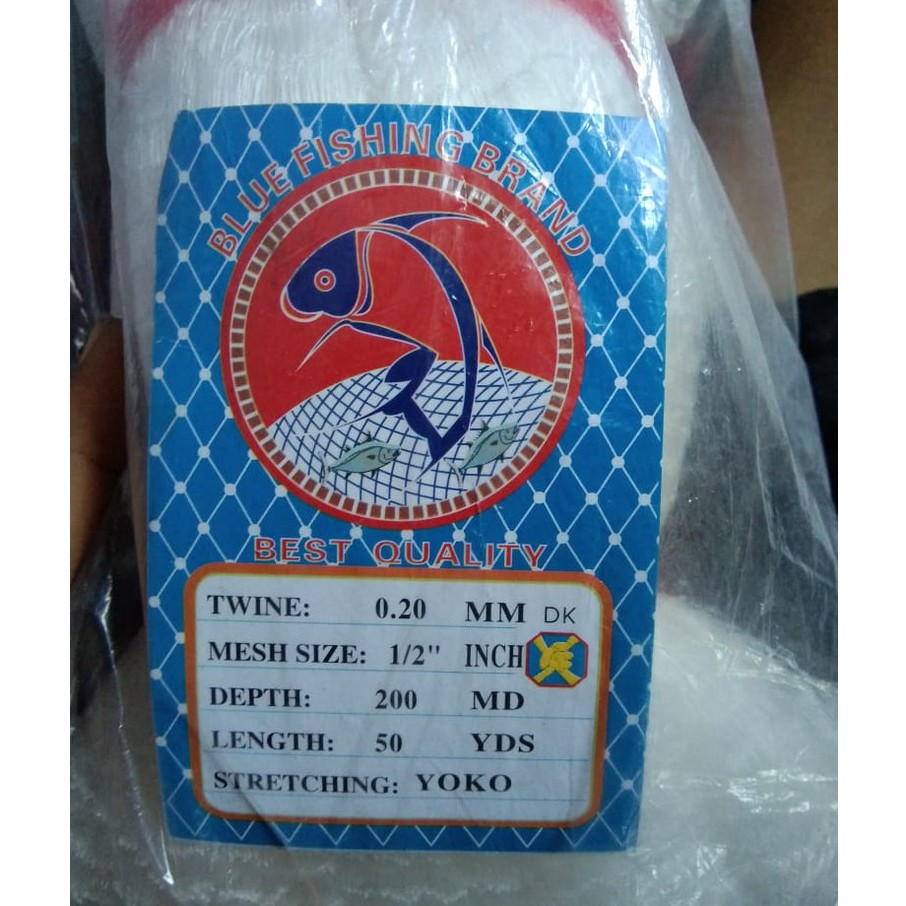 BLUE FISHING BRAND
BEST QUALITY
TWINE: 0.20 MM DK
MESH SIZE: 1/2" INCH
DEPTH: 200 MD
LENGTH: 50 YDS
STRETCHING: YOKO